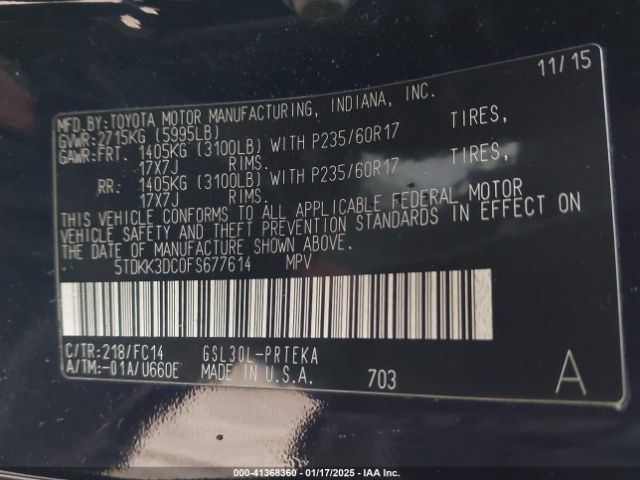 11/15
MFD.BY:TOYOTA MOTOR MANUFACTURING, INDIANA, INC.
GVWR:2715KG (5995LB)
GAWR:FRT. 1405KG (3100LB) WITH P235/60R17 TIRES,
17X7J RIMS.
RR. 1405KG (3100LB) WITH P235/60R17 TIRES,
17X7J RIMS.
THIS VEHICLE CONFORMS TO ALL APPLICABLE FEDERAL MOTOR
VEHICLE SAFETY AND THEFT PREVENTION STANDARDS IN EFFECT ON
THE DATE OF MANUFACTURE SHOWN ABOVE.
5TDKK3DC0FS677614 MPV
C/TR:218/FC14 GSL30L-PRTEKA
A/TM:-01A/U660E MADE IN U.S.A. 703 A
000-41368360 - 01/17/2025 - IAA Inc.